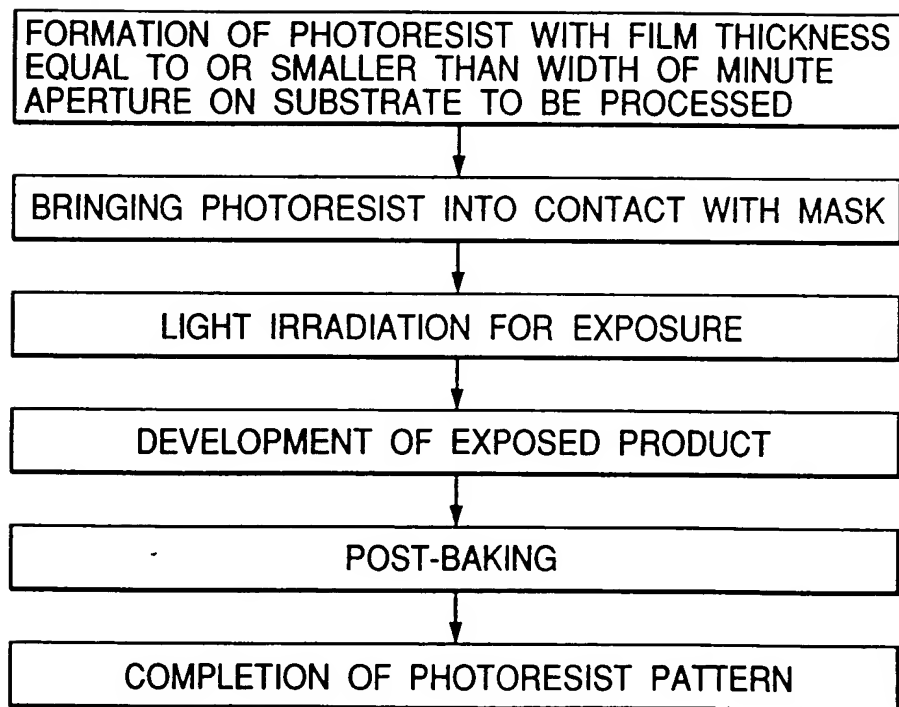 FORMATION OF PHOTORESIST WITH FILM THICKNESS
EQUAL TO OR SMALLER THAN WIDTH OF MINUTE
APERTURE ON SUBSTRATE TO BE PROCESSED
BRINGING PHOTORESIST INTO CONTACT WITH MASK
LIGHT IRRADIATION FOR EXPOSURE
DEVELOPMENT OF EXPOSED PRODUCT
POST-BAKING
COMPLETION OF PHOTORESIST PATTERN